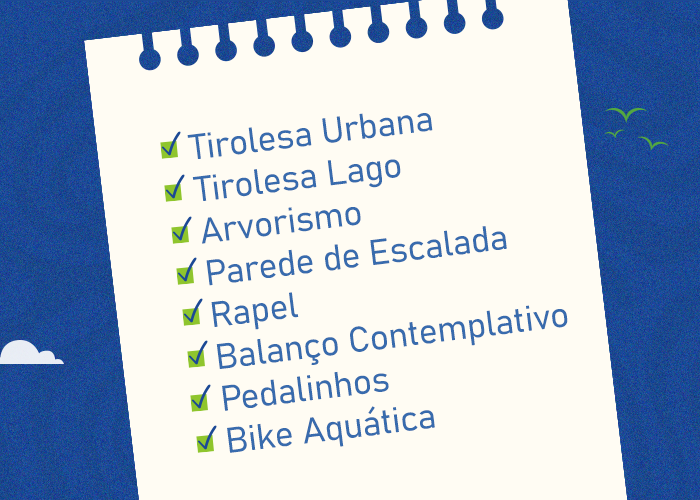 Tirolesa Urbana
Tirolesa Lago
Arvorismo
Parede de Escalada
Rapel
Balanço Contemplativo
Pedalinhos
Bike Aquática